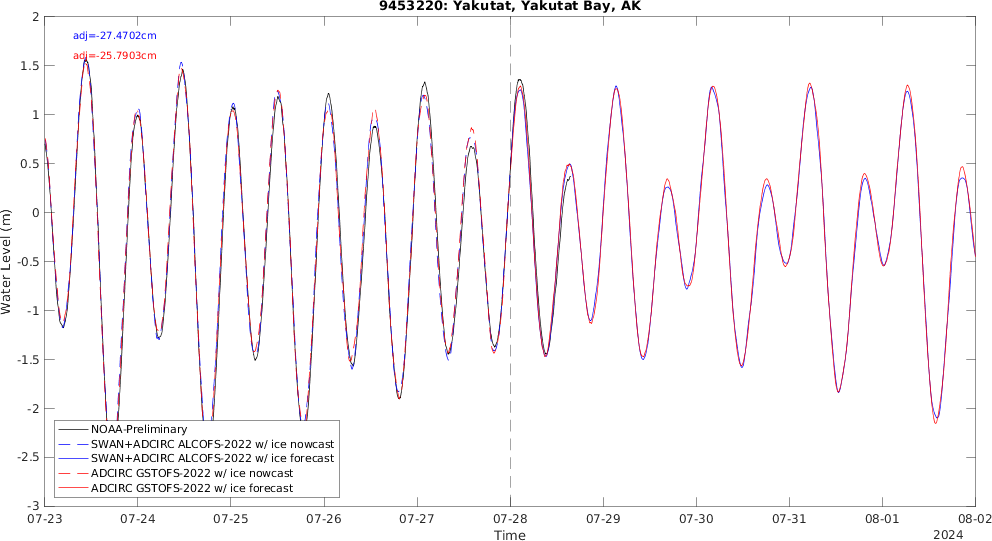 9453220: Yakutat, Yakutat Bay, AK
adj=-27.4702cm
adj=-25.7903cm
Water Level (m)
2
1.5
1
0.5
0
-0.5
-1
-1.5
-2
-2.5
-3
NOAA-Preliminary
SWAN+ADCIRC ALCOFS-2022 w/ ice nowcast
SWAN+ADCIRC ALCOFS-2022 w/ ice forecast
ADCIRC GSTOFS-2022 w/ ice nowcast
ADCIRC GSTOFS-2022 w/ ice forecast
07-23 07-24 07-25 07-26 07-27 07-28 07-29 07-30 07-31 08-01 08-02
Time
2024